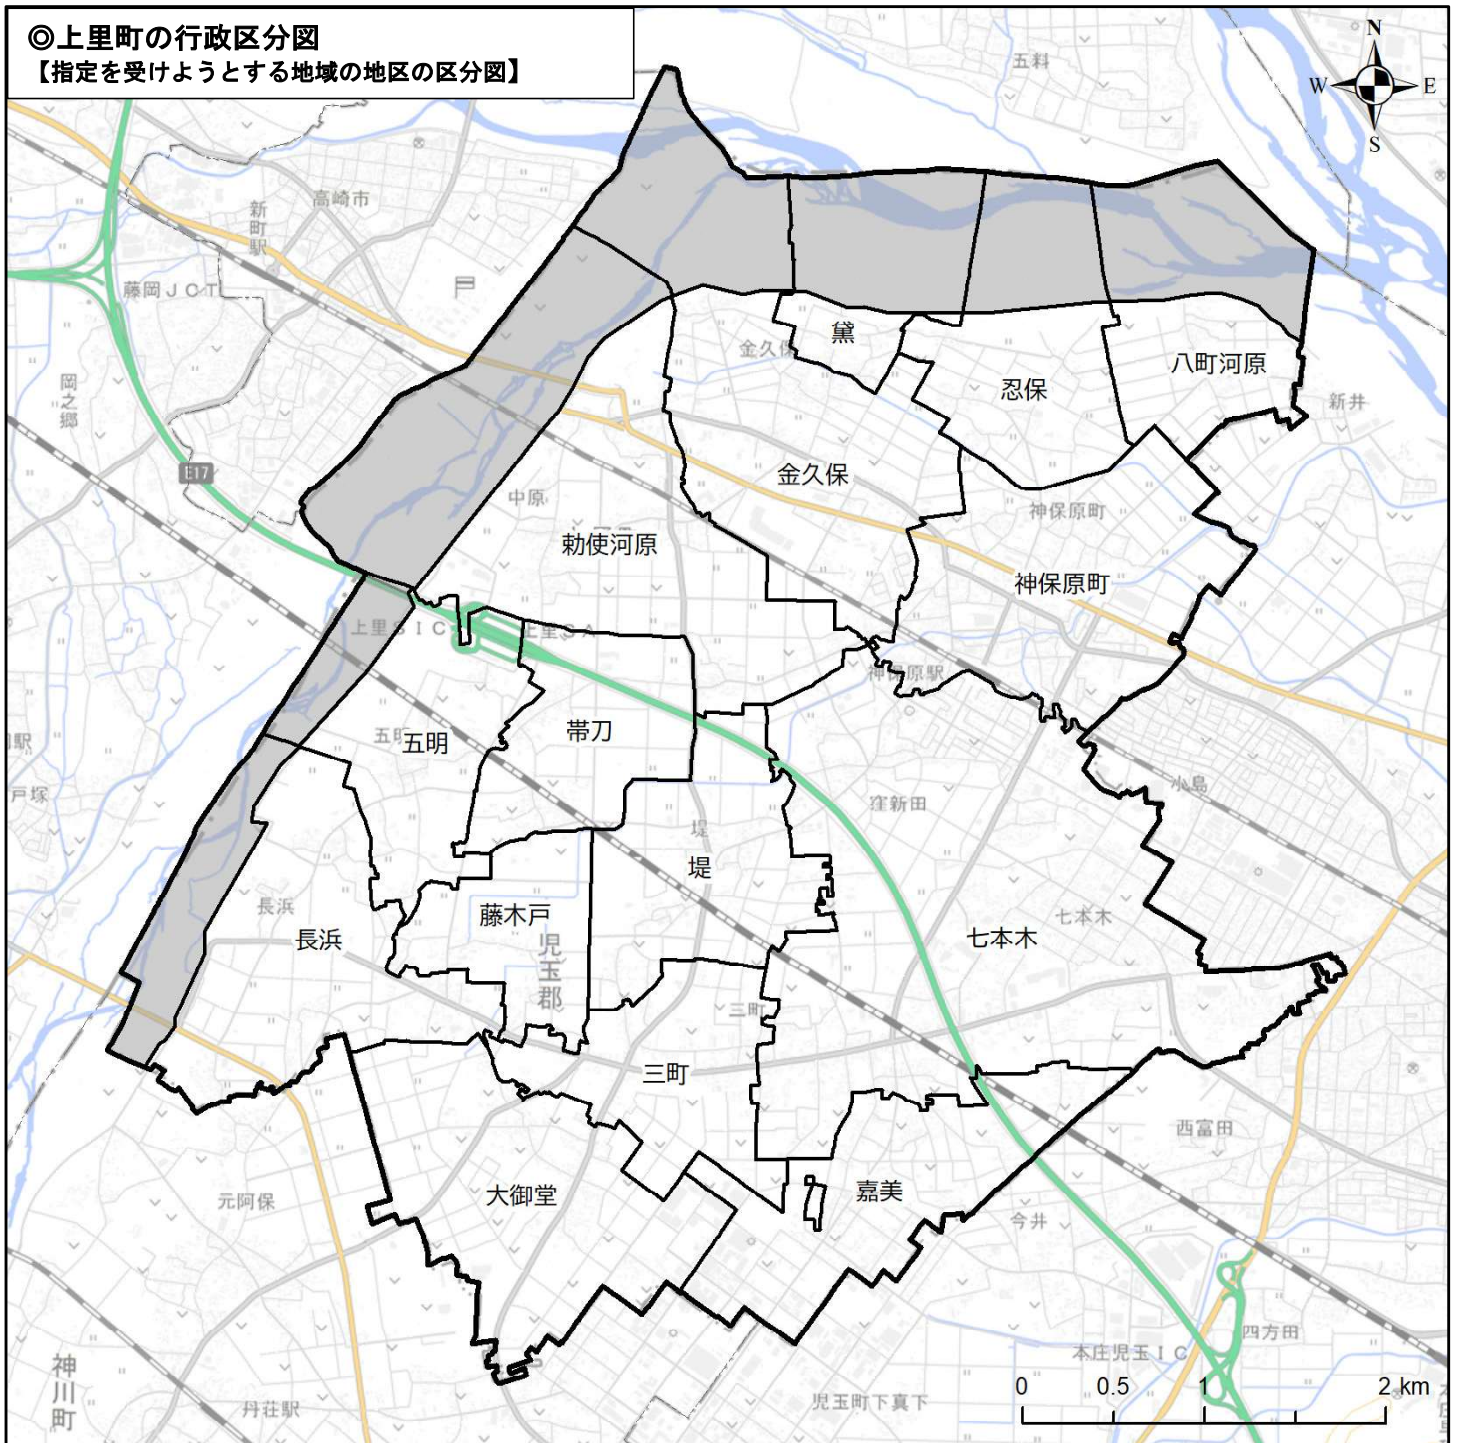 ◎上里町の行政区分図
【指定を受けようとする地域の地区の区分図】
N
W
E
S
五料
高崎市
新町駅
藤岡JCT
岡之郷
E17
黛
金久保
忍保
八町河原
新井
金久保
中原
勅使河原
神保原町
神保原町
上里SIC
上里SA
神保原駅
五明
帯刀
小島
戸塚
窪新田
堤
堤
長浜
長浜
藤木戸
児玉郡
七本木
七本木
三町
三町
西富田
大御堂
嘉美
元阿保
今井
四方田
本庄児玉IC
神川町
丹荘駅
児玉町下真下
0 0.5 1 2 km